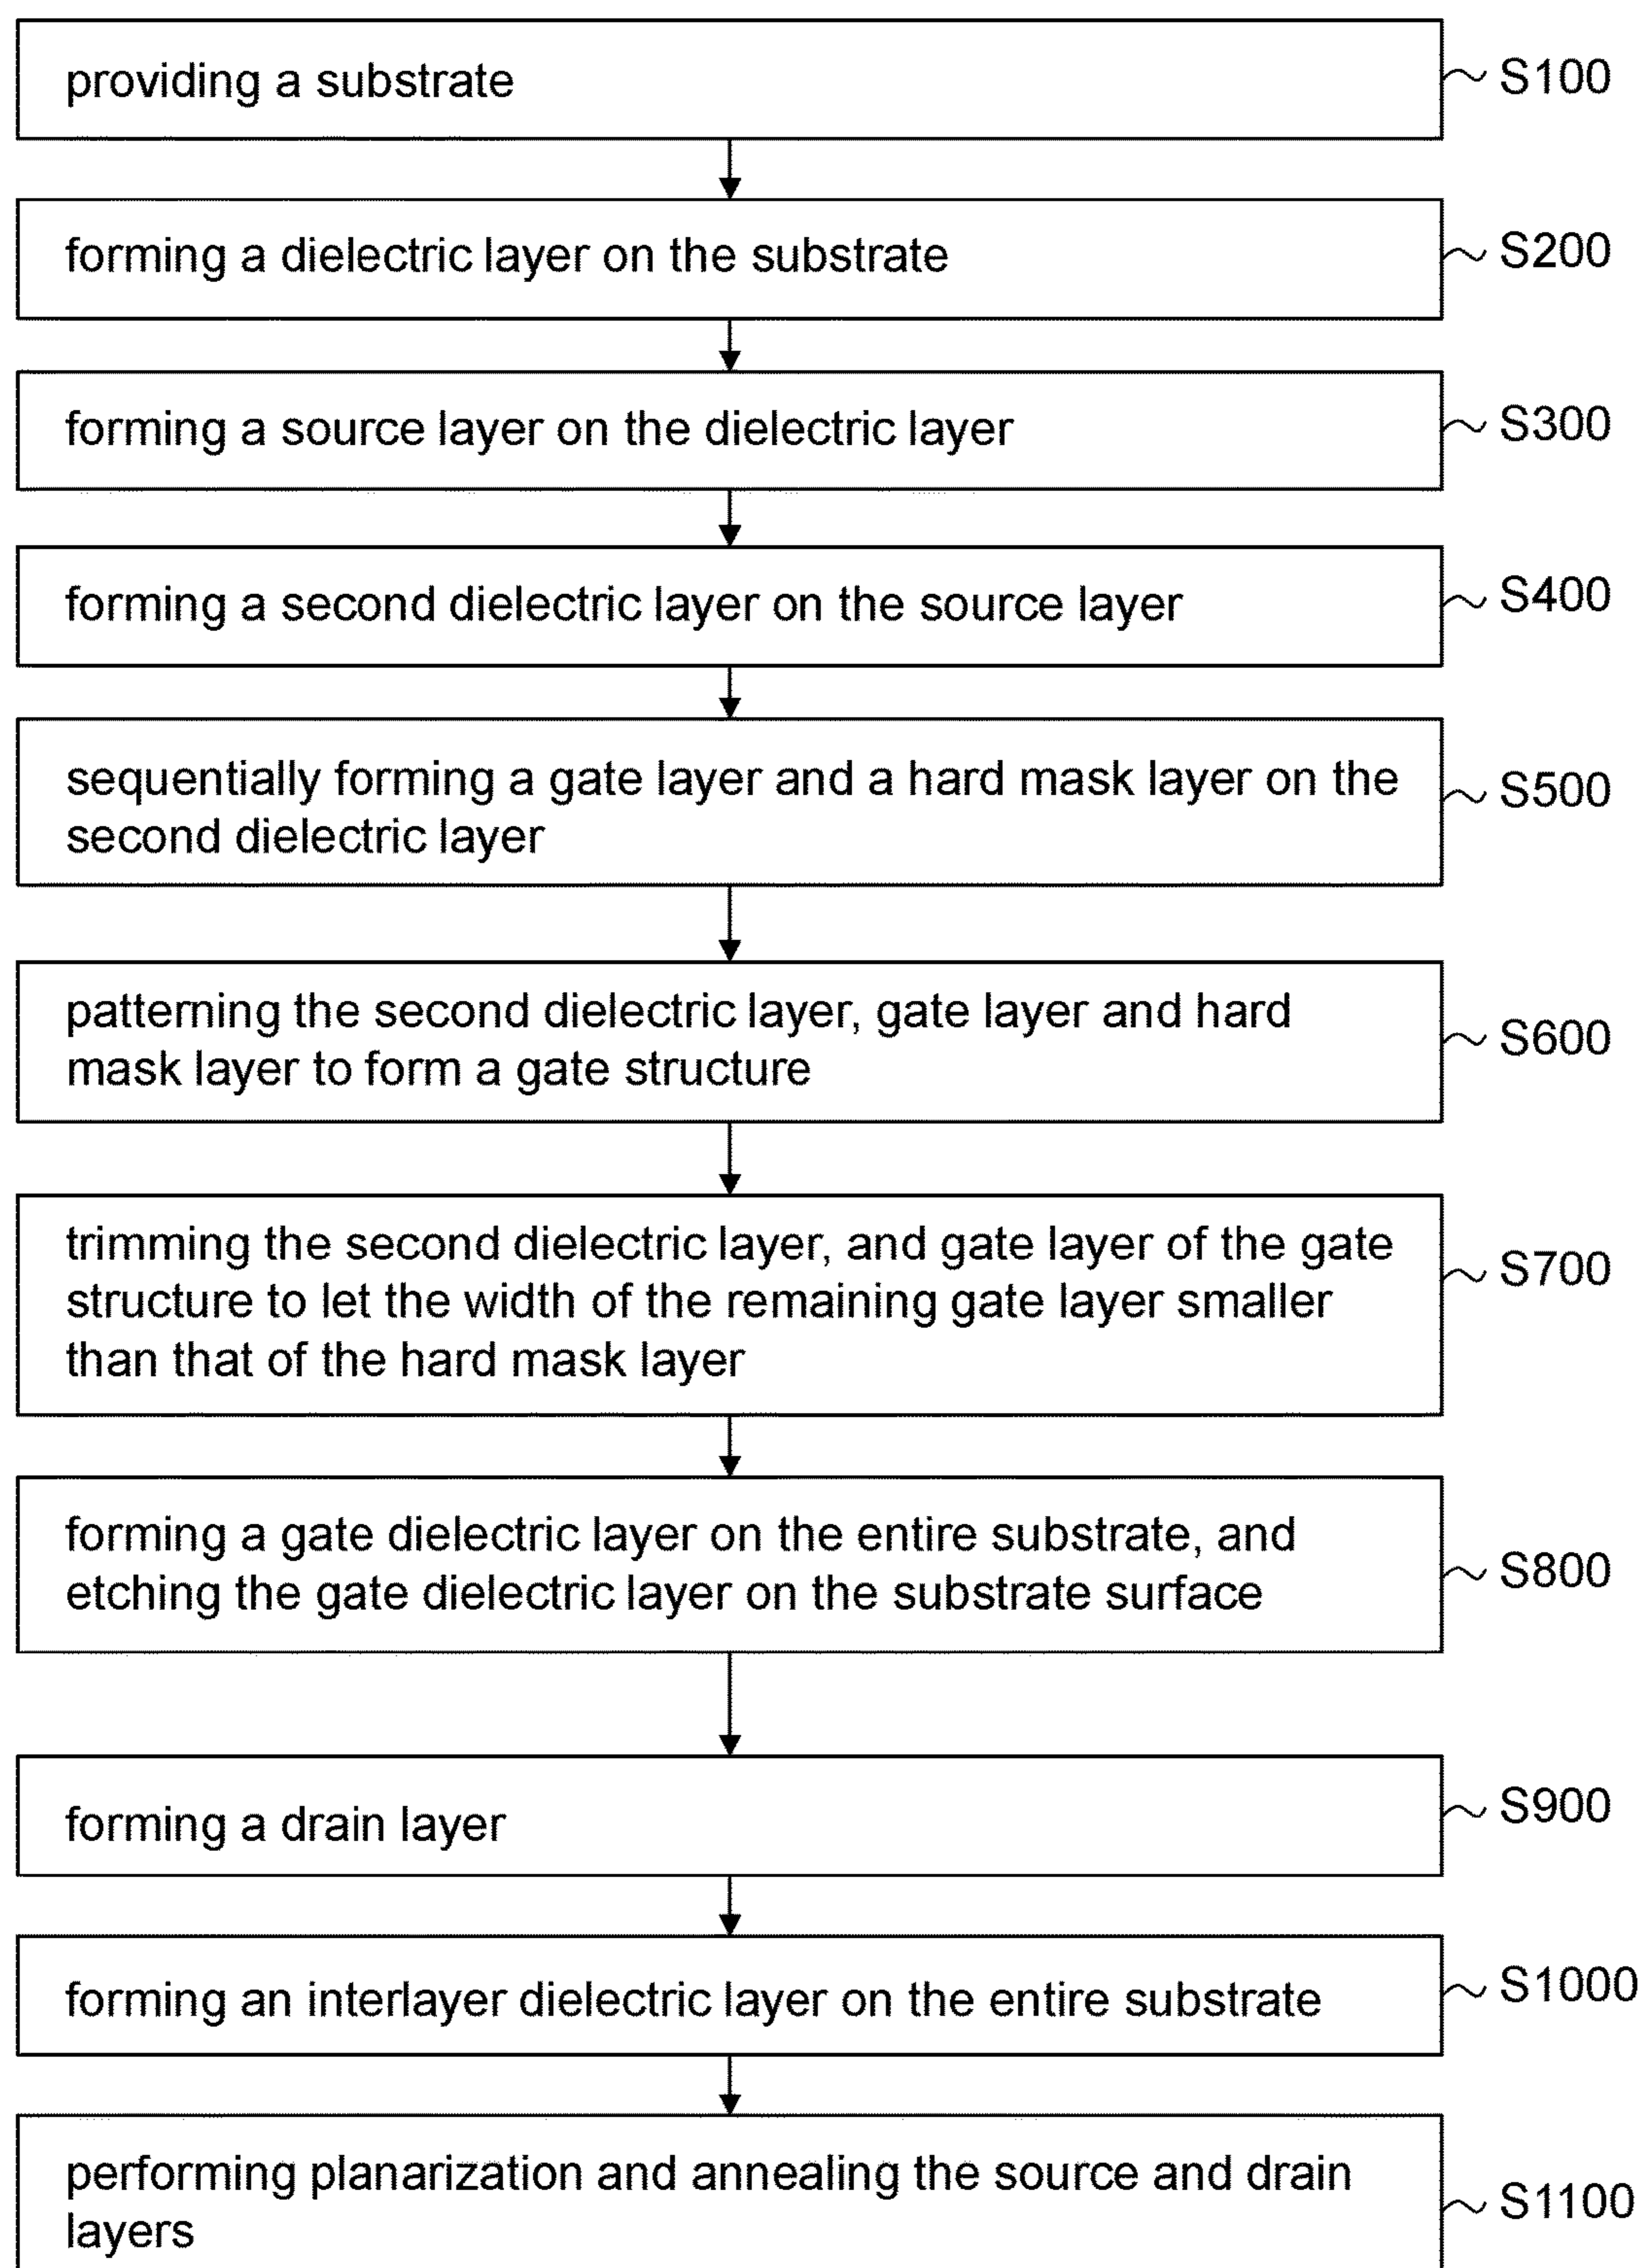 providing a substrate
S100
forming a dielectric layer on the substrate
S200
forming a source layer on the dielectric layer
S300
forming a second dielectric layer on the source layer
S400
sequentially forming a gate layer and a hard mask layer on the
second dielectric layer
S500
patterning the second dielectric layer, gate layer and hard
mask layer to form a gate structure
S600
trimming the second dielectric layer, and gate layer of the gate
structure to let the width of the remaining gate layer smaller
than that of the hard mask layer
S700
forming a gate dielectric layer on the entire substrate, and
etching the gate dielectric layer on the substrate surface
S800
forming a drain layer
S900
forming an interlayer dielectric layer on the entire substrate
S1000
performing planarization and annealing the source and drain
layers
S1100